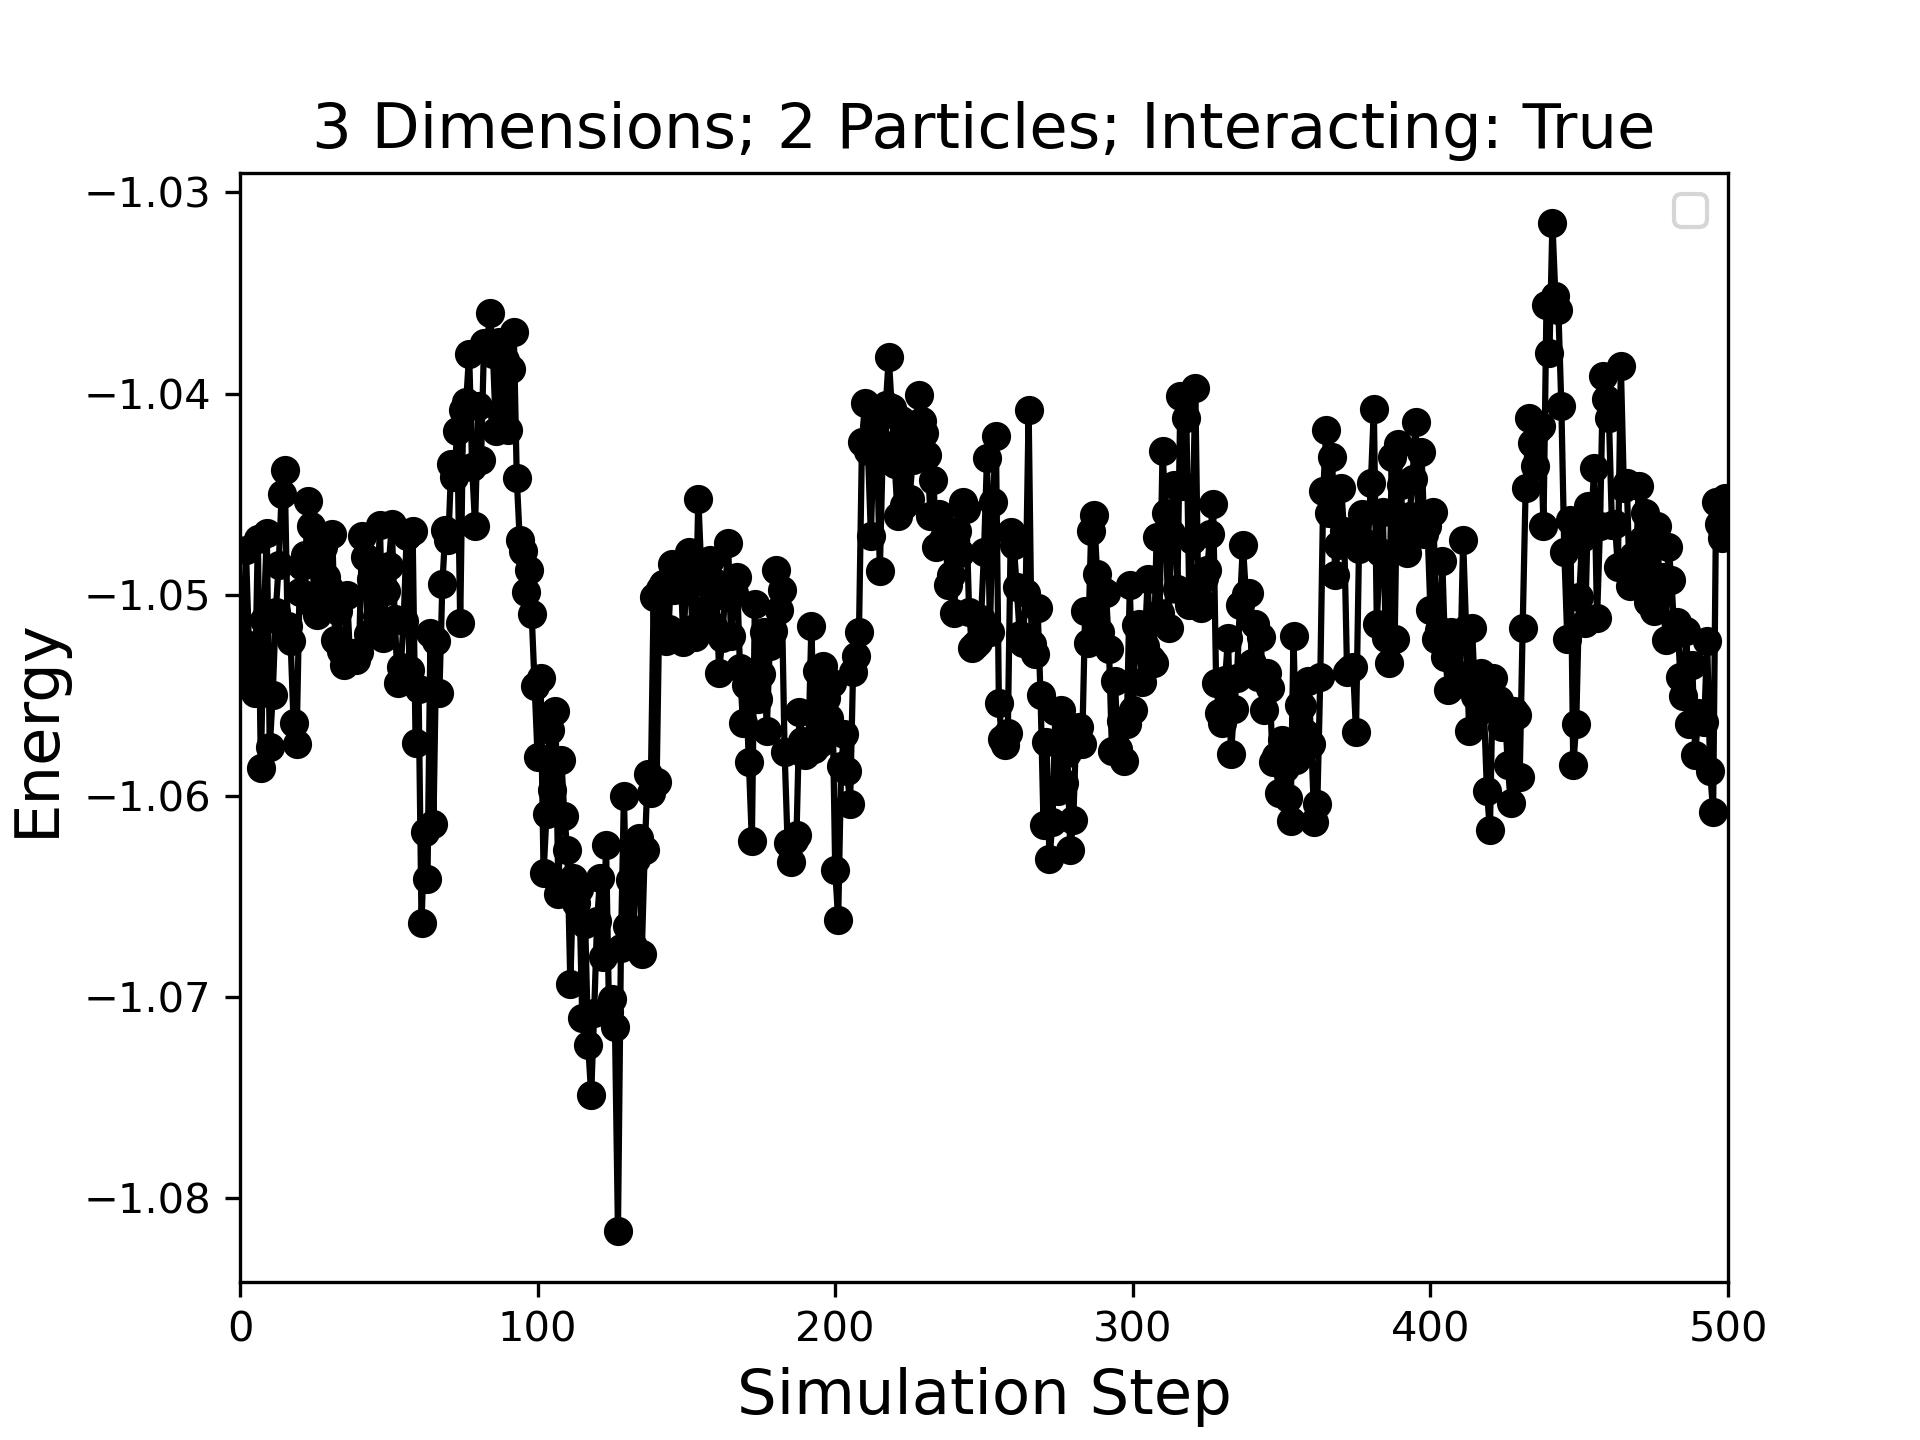 3 Dimensions; 2 Particles; Interacting: True
−1.03
−1.04
−1.05
−1.06
−1.07
−1.08
Energy
0 100 200 300 400 500
Simulation Step